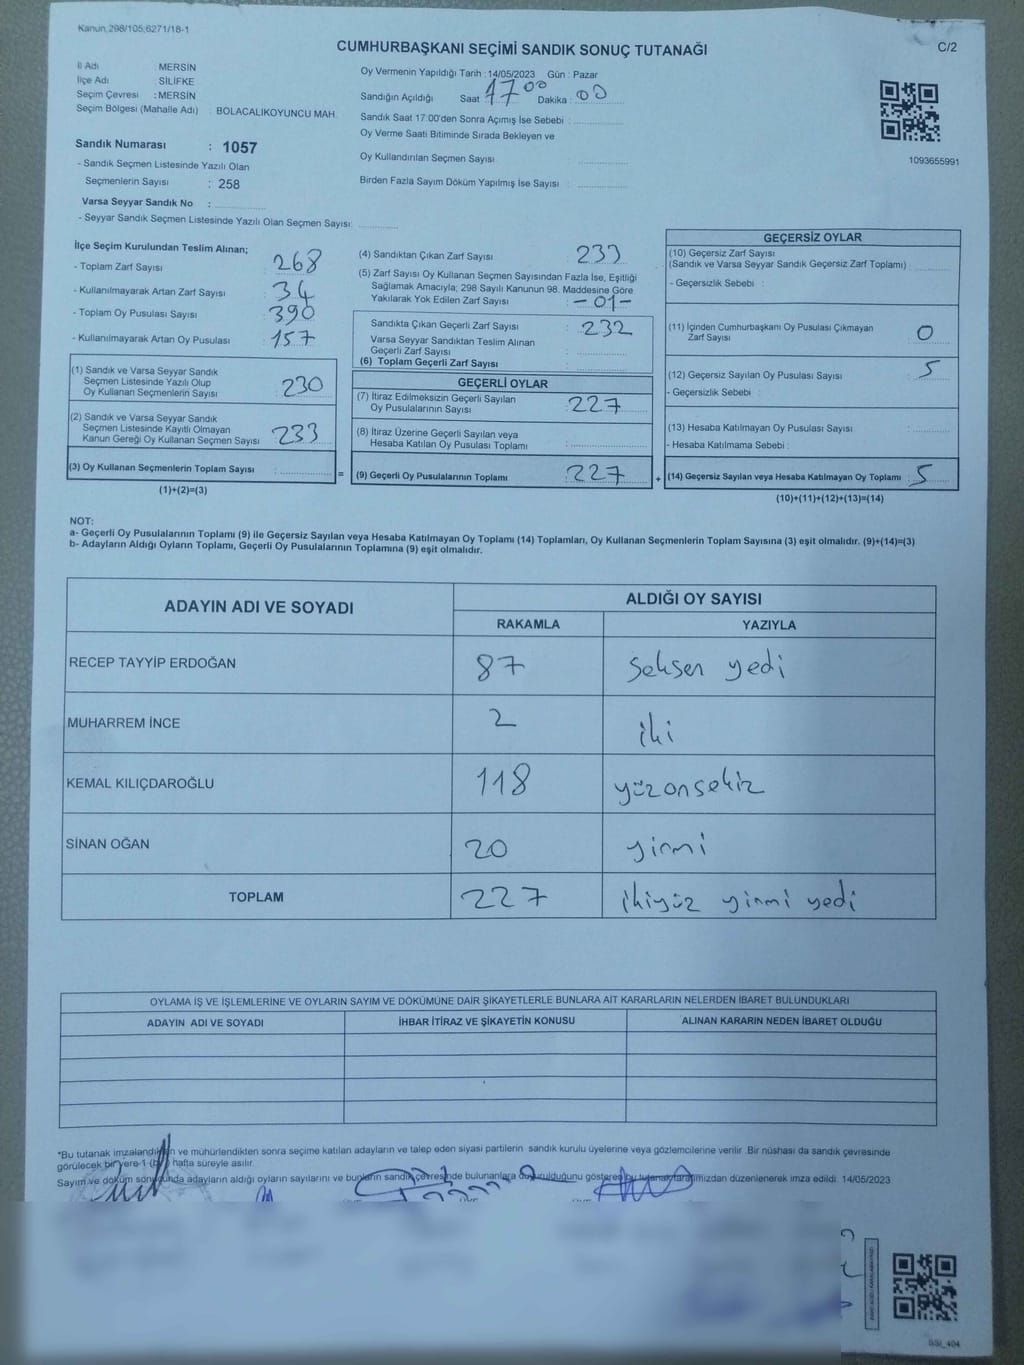 Kanun,298/105;6271/18-1
CUMHURBAŞKANI SEÇİMİ SANDIK SONUÇ TUTANAĞI
C/2
İl Adı : MERSİN
İlçe Adı : SİLİFKE
Seçim Çevresi : MERSİN
Seçim Bölgesi (Mahalle Adı) : BOLACALIKOYUNCU MAH.
Oy Vermenin Yapıldığı Tarih : 14/05/2023 Gün : Pazar
Sandığın Açıldığı Saat 17 00 Dakika : 00
Sandık Saat 17.00'den Sonra Açımış İse Sebebi :
Oy Verme Saati Bitiminde Sırada Bekleyen ve
Oy Kullandırılan Seçmen Sayısı :
Birden Fazla Sayım Döküm Yapılmış İse Sayısı :
1093655991
Sandık Numarası : 1057
- Sandık Seçmen Listesinde Yazılı Olan
Seçmenlerin Sayısı : 258
Varsa Seyyar Sandık No :
- Seyyar Sandık Seçmen Listesinde Yazılı Olan Seçmen Sayısı:
İlçe Seçim Kurulundan Teslim Alınan;
- Toplam Zarf Sayısı : 268
- Kullanılmayarak Artan Zarf Sayısı : 34
- Toplam Oy Pusulası Sayısı : 390
- Kullanılmayarak Artan Oy Pusulası : 157
(1) Sandık ve Varsa Seyyar Sandık
Seçmen Listesinde Yazılı Olup
Oy Kullanan Seçmenlerin Sayısı : 230
(2) Sandık ve Varsa Seyyar Sandık
Seçmen Listesinde Kayıtlı Olmayan
Kanun Gereği Oy Kullanan Seçmen Sayısı : 233
(3) Oy Kullanan Seçmenlerin Toplam Sayısı :
(1)+(2)=(3)
=
(4) Sandıktan Çıkan Zarf Sayısı : 233
(5) Zarf Sayısı Oy Kullanan Seçmen Sayısından Fazla İse, Eşitliği
Sağlamak Amacıyla; 298 Sayılı Kanunun 98. Maddesine Göre
Yakılarak Yok Edilen Zarf Sayısı : -01-
Sandıkta Çıkan Geçerli Zarf Sayısı : 232
Varsa Seyyar Sandıktan Teslim Alınan
Geçerli Zarf Sayısı :
(6) Toplam Geçerli Zarf Sayısı :
GEÇERLİ OYLAR
(7) İtiraz Edilmeksizin Geçerli Sayılan
Oy Pusulalarının Sayısı : 227
(8) İtiraz Üzerine Geçerli Sayılan veya
Hesaba Katılan Oy Pusulası Toplamı :
(9) Geçerli Oy Pusulalarının Toplamı : 227
+
GEÇERSİZ OYLAR
(10) Geçersiz Zarf Sayısı
(Sandık ve Varsa Seyyar Sandık Geçersiz Zarf Toplamı) :
- Geçersizlik Sebebi :
(11) İçinden Cumhurbaşkanı Oy Pusulası Çıkmayan
Zarf Sayısı : 0
(12) Geçersiz Sayılan Oy Pusulası Sayısı : 5
- Geçersizlik Sebebi :
(13) Hesaba Katılmayan Oy Pusulası Sayısı :
- Hesaba Katılmama Sebebi :
(14) Geçersiz Sayılan veya Hesaba Katılmayan Oy Toplamı : 5
(10)+(11)+(12)+(13)=(14)
NOT:
a- Geçerli Oy Pusulalarının Toplamı (9) ile Geçersiz Sayılan veya Hesaba Katılmayan Oy Toplamı (14) Toplamları, Oy Kullanan Seçmenlerin Toplam Sayısına (3) eşit olmalıdır. (9)+(14)=(3)
b- Adayların Aldığı Oyların Toplamı, Geçerli Oy Pusulalarının Toplamına (9) eşit olmalıdır.
ADAYIN ADI VE SOYADI
ALDIĞI OY SAYISI
RAKAMLA YAZIYLA
RECEP TAYYİP ERDOĞAN 87 Seksen yedi
MUHARREM İNCE 2 iki
KEMAL KILIÇDAROĞLU 118 yüzonsekiz
SİNAN OĞAN 20 yirmi
TOPLAM 227 ikiyüz yirmi yedi
OYLAMA İŞ VE İŞLEMLERİNE VE OYLARIN SAYIM VE DÖKÜMÜNE DAİR ŞİKAYETLERLE BUNLARA AİT KARARLARIN NELERDEN İBARET BULUNDUKLARI
ADAYIN ADI VE SOYADI İHBAR İTİRAZ VE ŞİKAYETİN KONUSU ALINAN KARARIN NEDEN İBARET OLDUĞU
*Bu tutanak imzalandıktan ve mühürlendikten sonra seçime katılan adayların ve talep eden siyasi partilerin sandık kurulu üyelerine veya gözlemcilerine verilir. Bir nüshası da sandık çevresinde
görülecek bir yere 1 (bir) hafta süreyle asılır.
Sayım ve döküm sonucunda adayların aldığı oyların sayılarını ve bunların sandık çevresinde bulunanlara duyurulduğunu gösteren bu tutanak tarafımızdan düzenlenerek imza edildi. 14/05/2023